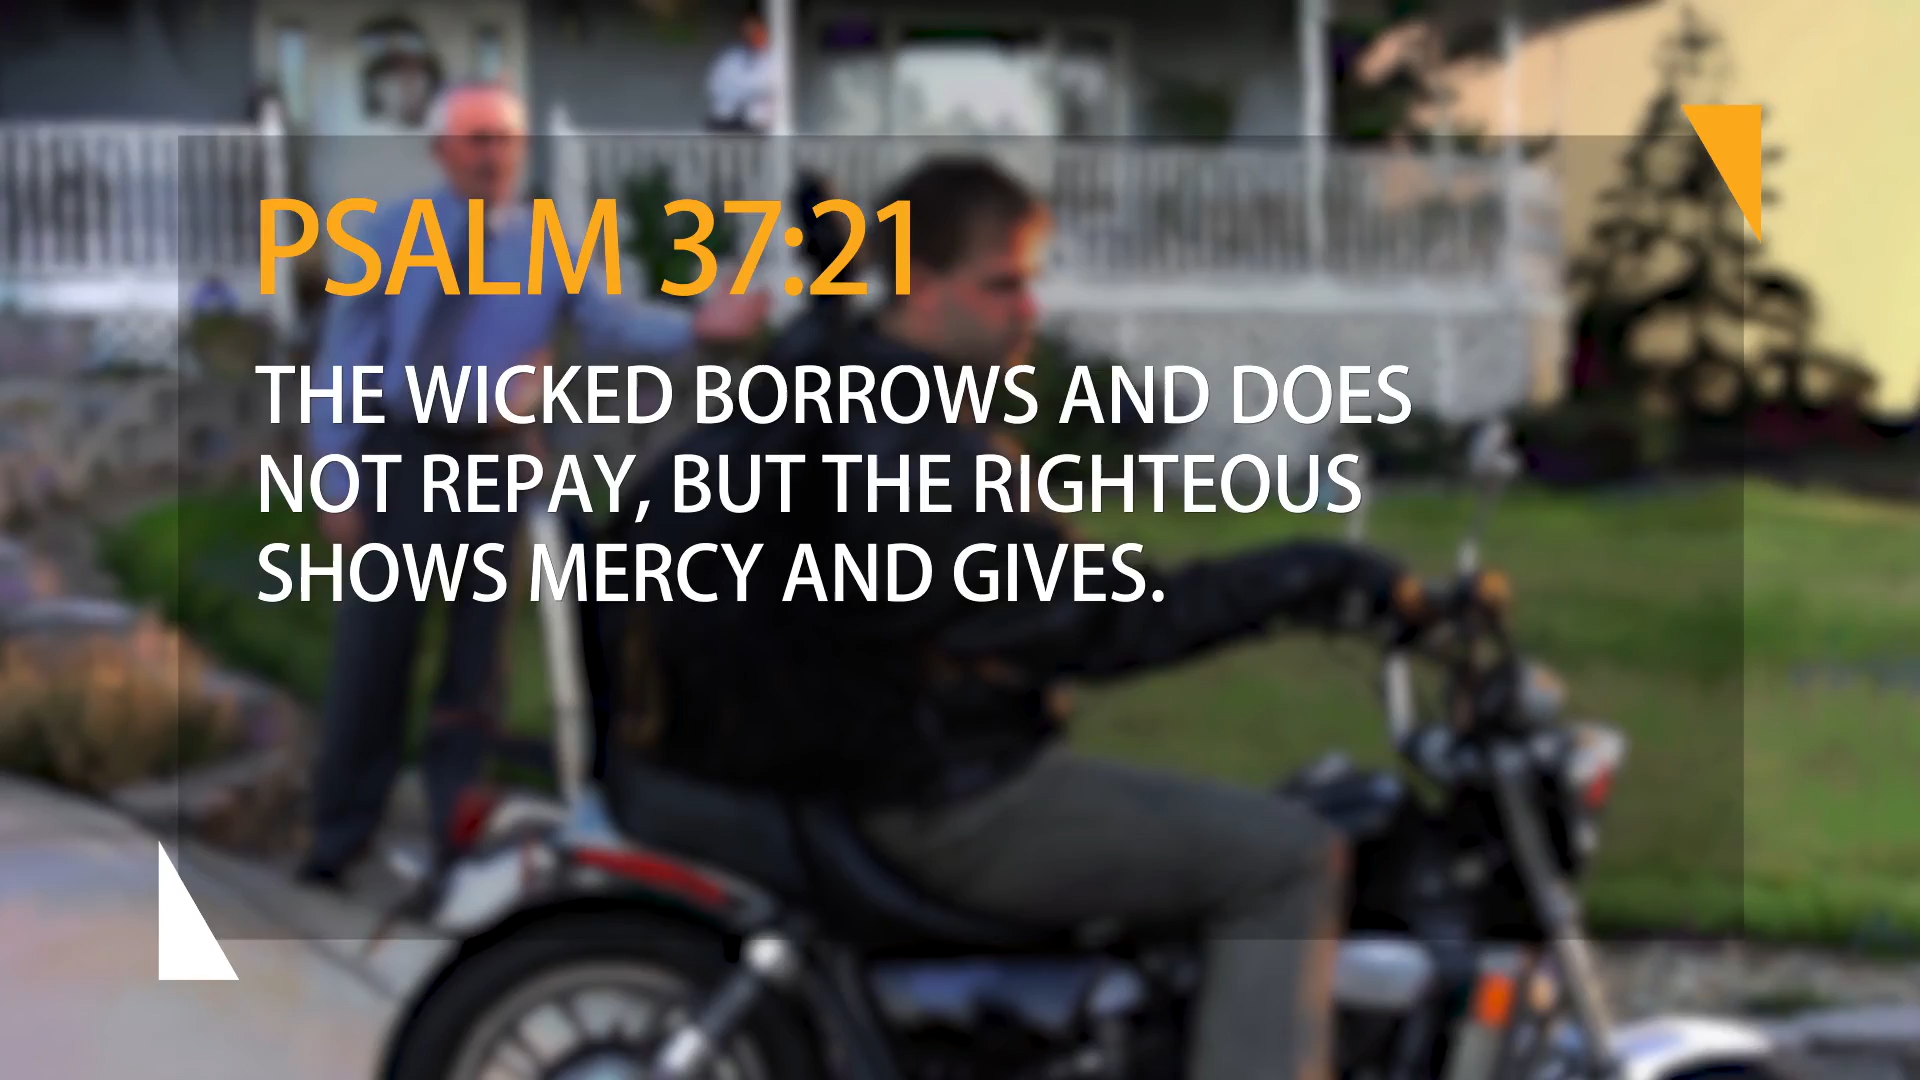 PSALM 37:21
THE WICKED BORROWS AND DOES
NOT REPAY, BUT THE RIGHTEOUS
SHOWS MERCY AND GIVES.